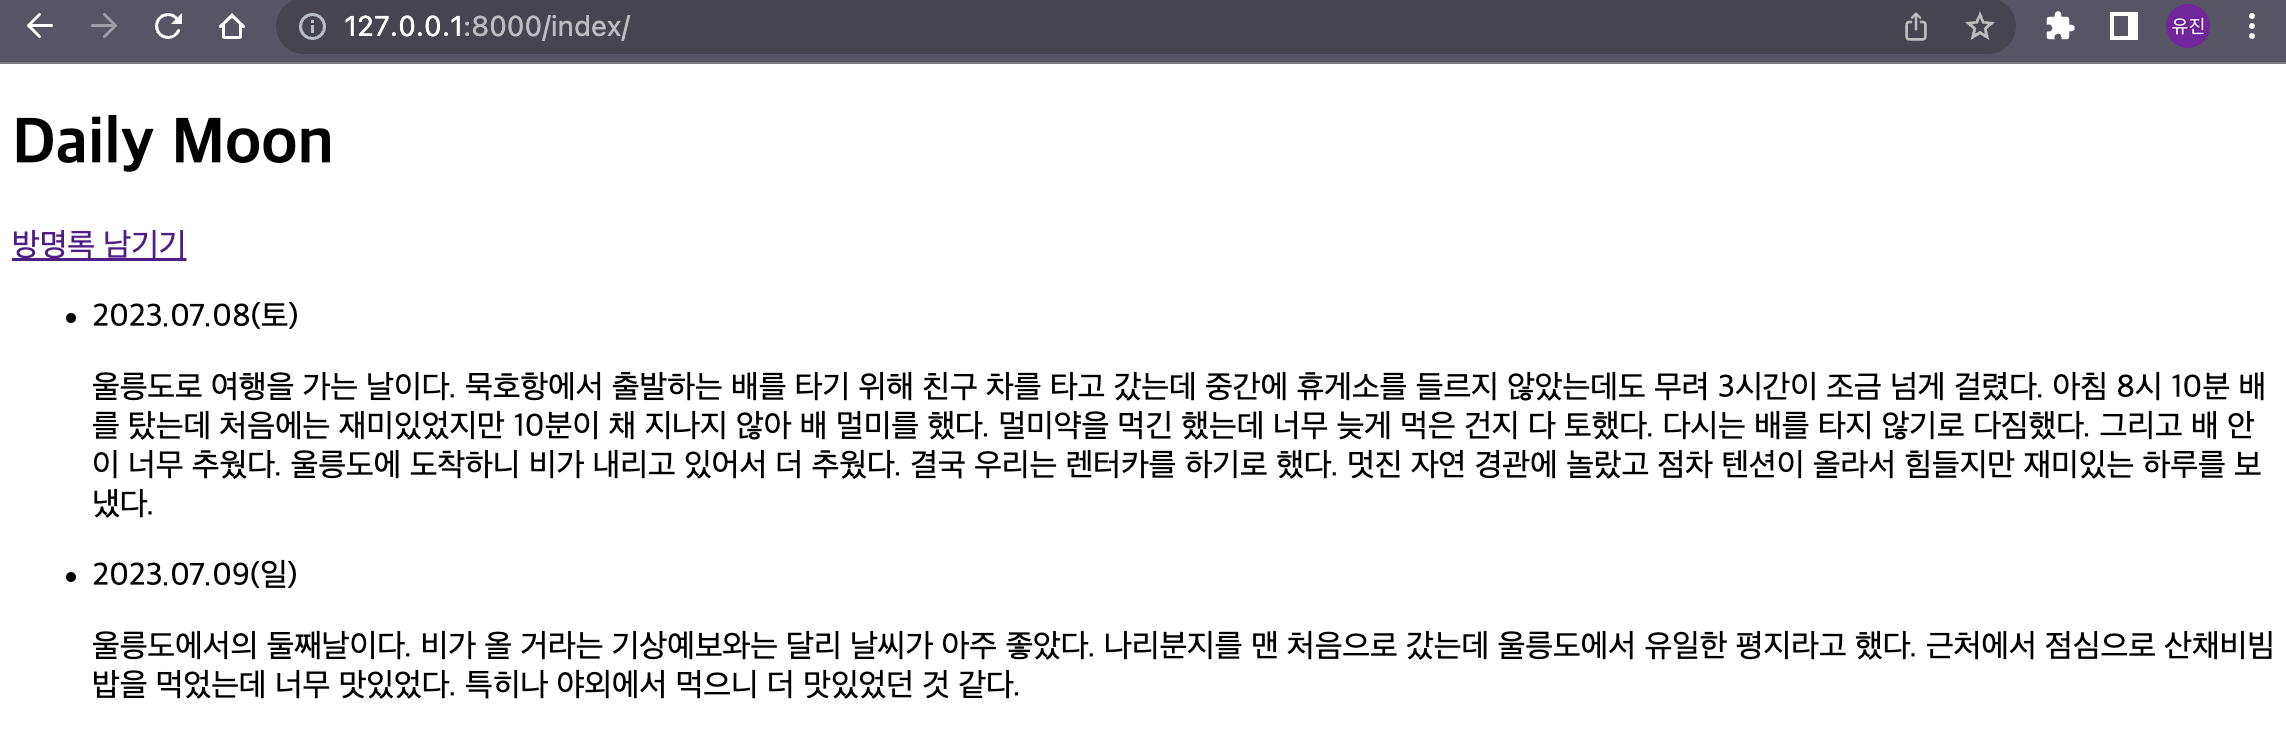 127.0.0.1:8000/index/
유진
Daily Moon
방명록 남기기
2023.07.08(토)
울릉도로 여행을 가는 날이다. 묵호항에서 출발하는 배를 타기 위해 친구 차를 타고 갔는데 중간에 휴게소를 들르지 않았는데도 무려 3시간이 조금 넘게 걸렸다. 아침 8시 10분 배
를 탔는데 처음에는 재미있었지만 10분이 채 지나지 않아 배 멀미를 했다. 멀미약을 먹긴 했는데 너무 늦게 먹은 건지 다 토했다. 다시는 배를 타지 않기로 다짐했다. 그리고 배 안
이 너무 추웠다. 울릉도에 도착하니 비가 내리고 있어서 더 추웠다. 결국 우리는 렌터카를 하기로 했다. 멋진 자연 경관에 놀랐고 점차 텐션이 올라서 힘들지만 재미있는 하루를 보
냈다.
2023.07.09(일)
울릉도에서의 둘째날이다. 비가 올 거라는 기상예보와는 달리 날씨가 아주 좋았다. 나리분지를 맨 처음으로 갔는데 울릉도에서 유일한 평지라고 했다. 근처에서 점심으로 산채비빔
밥을 먹었는데 너무 맛있었다. 특히나 야외에서 먹으니 더 맛있었던 것 같다.